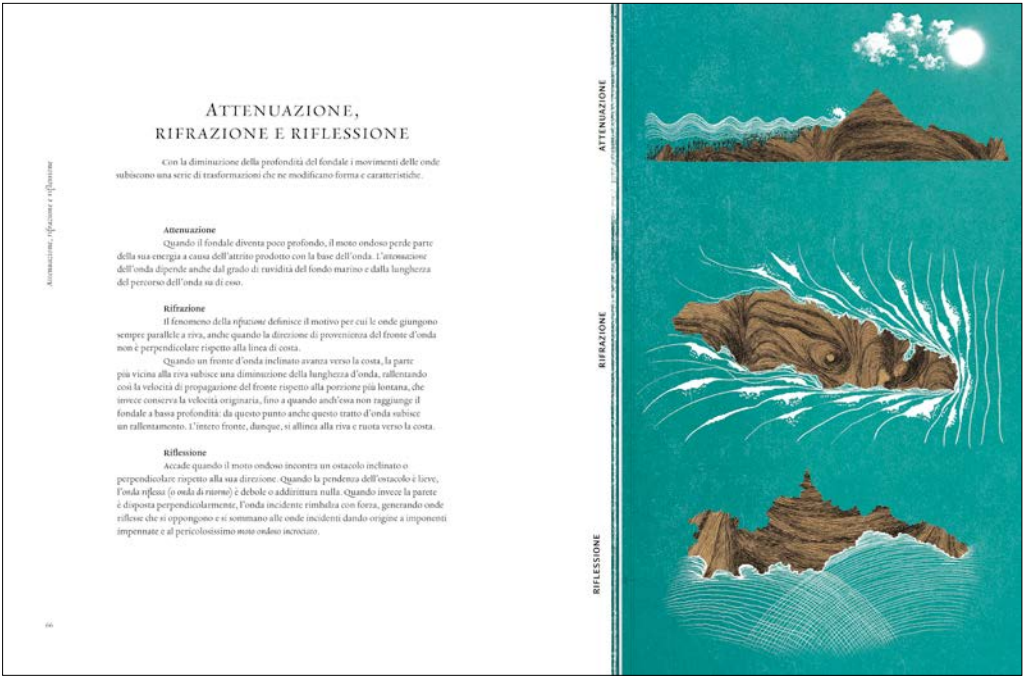 Attenuazione, rifrazione e riflessione
ATTENUAZIONE,
RIFRAZIONE E RIFLESSIONE
Con la diminuzione della profondità del fondale i movimenti delle onde
subiscono una serie di trasformazioni che ne modificano forma e caratteristiche.
Attenuazione
Quando il fondale diventa poco profondo, il moto ondoso perde parte
della sua energia a causa dell'attrito prodotto con la base dell'onda. L'attenuazione
dell'onda dipende anche dal grado di ruvidità del fondo marino e dalla lunghezza
del percorso dell'onda su di esso.
Rifrazione
Il fenomeno della rifrazione definisce il motivo per cui le onde giungono
sempre parallele a riva, anche quando la direzione di provenienza del fronte d'onda
non è perpendicolare rispetto alla linea di costa.
Quando un fronte d'onda inclinato avanza verso la costa, la parte
più vicina alla riva subisce una diminuzione della lunghezza d'onda, rallentando
così la velocità di propagazione del fronte rispetto alla porzione più lontana, che
invece conserva la velocità originaria, fino a quando anch'essa non raggiunge il
fondale a bassa profondità: da questo punto anche questo tratto d'onda subisce
un rallentamento. L'intero fronte, dunque, si allinea alla riva e ruota verso la costa.
Riflessione
Accade quando il moto ondoso incontra un ostacolo inclinato o
perpendicolare rispetto alla sua direzione. Quando la pendenza dell'ostacolo è lieve,
l'onda riflessa (o onda di ritorno) è debole o addirittura nulla. Quando invece la parete
è disposta perpendicolarmente, l'onda incidente rimbalza con forza, generando onde
riflesse che si oppongono e si sommano alle onde incidenti dando origine a imponenti
impennate e al pericolosissimo moto ondoso incrociato.
66
ATTENUAZIONE
RIFRAZIONE
RIFLESSIONE